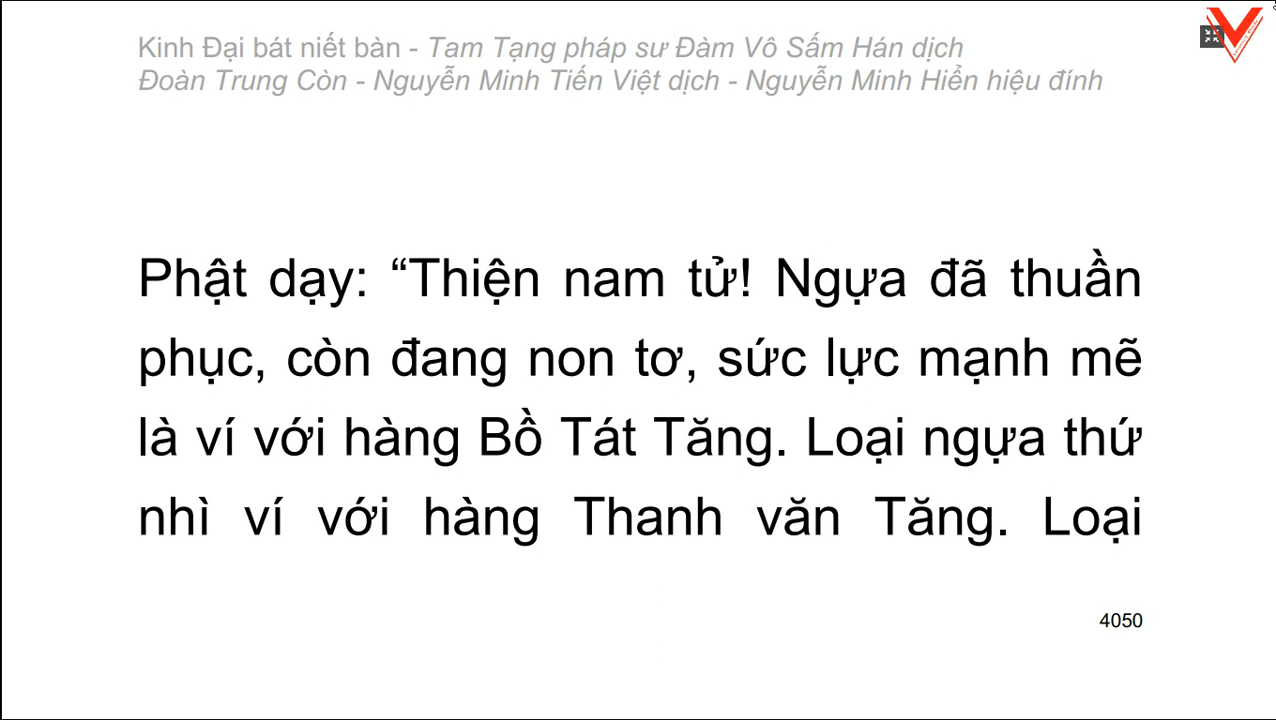 Kinh Đại bát niết bàn - Tam Tạng pháp sư Đàm Vô Sấm Hán dịch
Đoàn Trung Còn - Nguyễn Minh Tiến Việt dịch - Nguyễn Minh Hiển hiệu đính
Phật dạy: “Thiện nam tử! Ngựa đã thuần
phục, còn đang non tơ, sức lực mạnh mẽ
là ví với hàng Bồ Tát Tăng. Loại ngựa thứ
nhì ví với hàng Thanh văn Tăng. Loại
4050